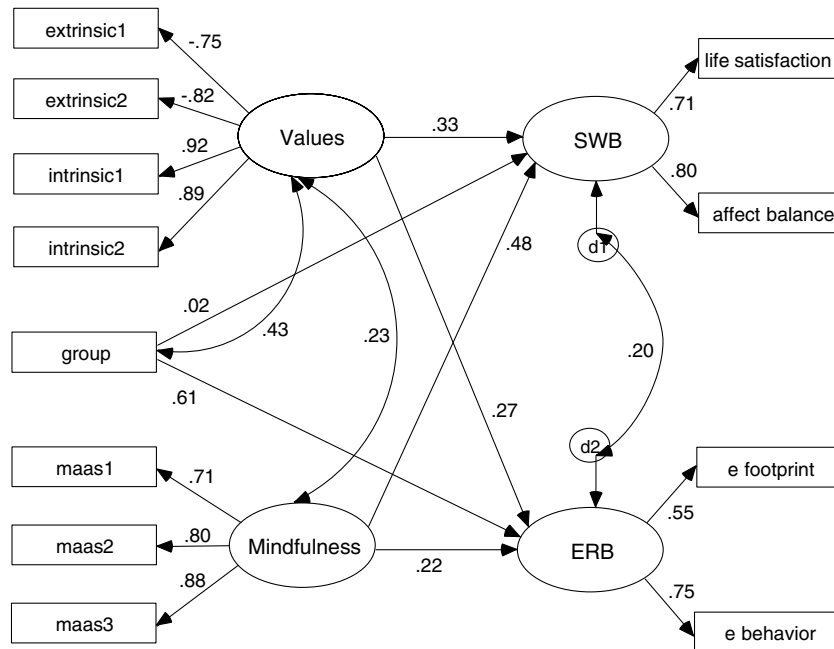 extrinsic1
-.75
life satisfaction
extrinsic2
-.82
.71
Values
.33
SWB
.92
intrinsic1
.80
.89
affect balance
intrinsic2
.48
d1
.02
.43
.23
group
.20
.61
.27
d2
maas1
.71
e footprint
.55
maas2
.80
Mindfulness
.22
ERB
.88
.75
maas3
e behavior